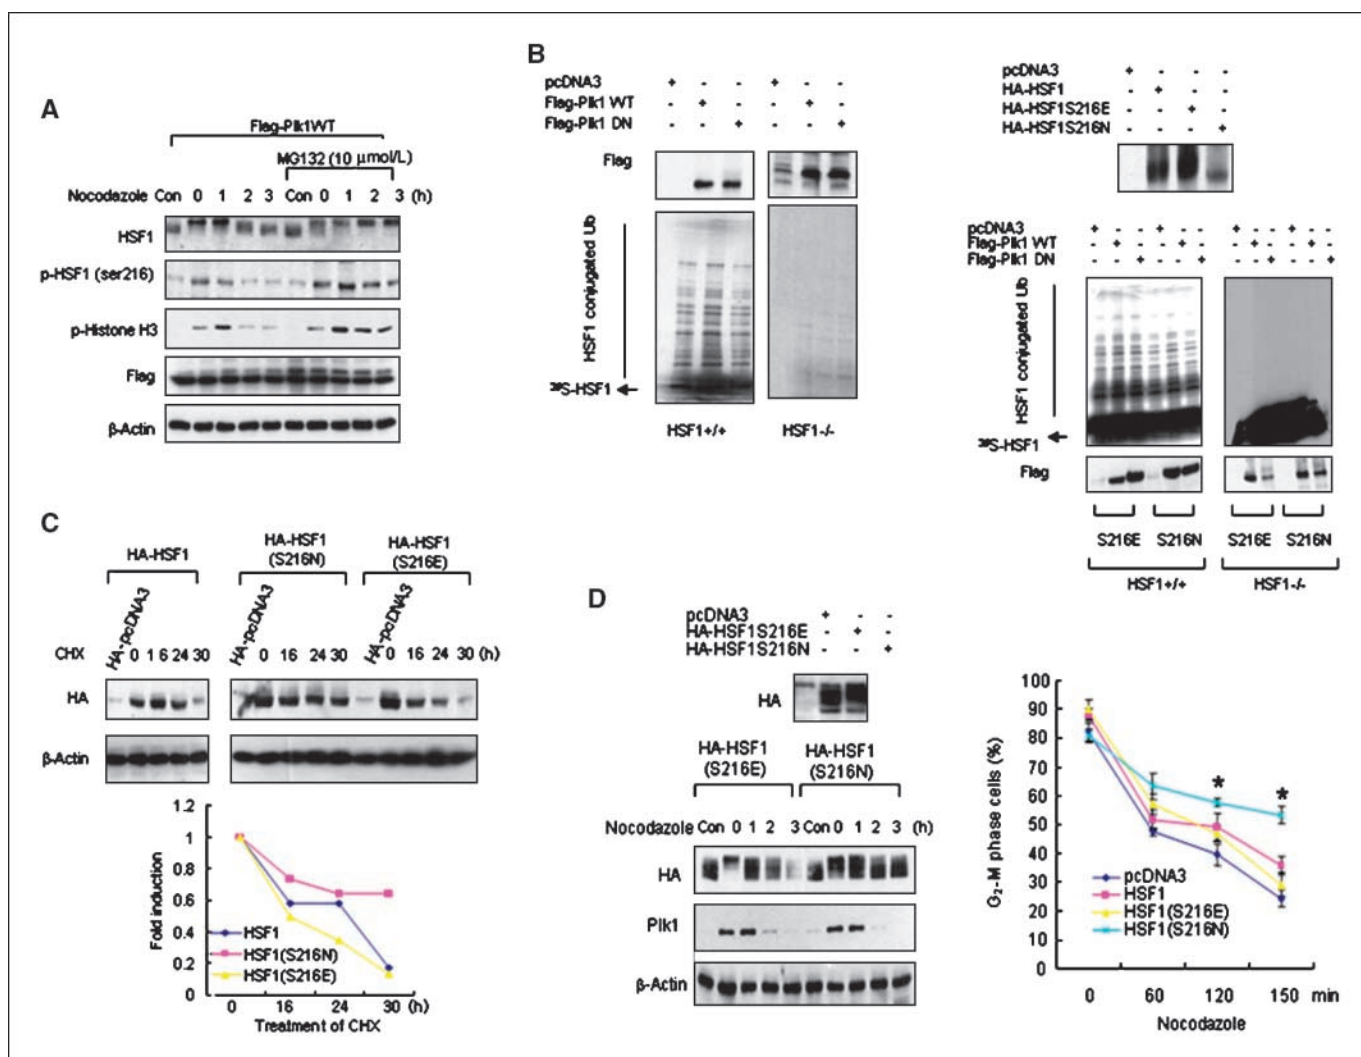 A
Flag-Plk1WT
MG132 (10 μmol/L)
Nocodazole Con 0 1 2 3 Con 0 1 2 3 (h)
HSF1
p-HSF1 (ser216)
p-Histone H3
Flag
β-Actin
B
pcDNA3 + - - + - -
Flag-Plk1 WT - + - - + -
Flag-Plk1 DN - - + - - +
Flag
HSF1 conjugated Ub
³⁵S-HSF1
HSF1+/+ HSF1-/-
pcDNA3 + - - -
HA-HSF1 - + - -
HA-HSF1S216E - - + -
HA-HSF1S216N - - - +
pcDNA3 + - - + - - + - - + - -
Flag-Plk1 WT - + - - + - - + - - + -
Flag-Plk1 DN - - + - - + - - + - - +
HSF1 conjugated Ub
³⁵S-HSF1
Flag
S216E S216N S216E S216N
HSF1+/+ HSF1-/-
C
HA-HSF1
HA-HSF1
(S216N)
HA-HSF1
(S216E)
CHX HA-pcDNA3 0 1 6 24 30 HA-pcDNA3 0 16 24 30 HA-pcDNA3 0 16 24 30 (h)
HA
β-Actin
1.2
1
0.8
0.6
0.4
0.2
0
Fold induction
HSF1
HSF1(S216N)
HSF1(S216E)
0 16 24 30 (h)
Treatment of CHX
D
pcDNA3 + - -
HA-HSF1S216E - + -
HA-HSF1S216N - - +
HA
HA-HSF1
(S216E)
HA-HSF1
(S216N)
Nocodazole Con 0 1 2 3 Con 0 1 2 3 (h)
HA
Plk1
β-Actin
100
90
80
70
60
50
40
30
20
10
0
G₂-M phase cells (%)
* *
pcDNA3
HSF1
HSF1(S216E)
HSF1(S216N)
0 60 120 150 min
Nocodazole